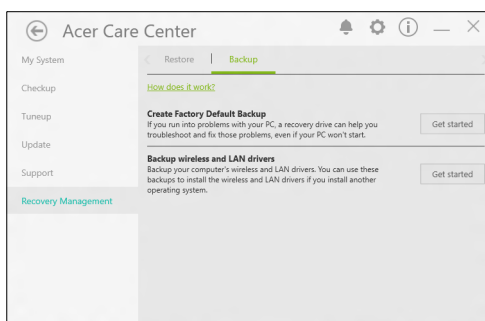 Acer Care Center
My System
Restore
Backup
Checkup
How does it work?
Tuneup
Create Factory Default Backup
If you run into problems with your PC, a recovery drive can help you
troubleshoot and fix those problems, even if your PC won't start.
Get started
Update
Support
Backup wireless and LAN drivers
Backup your computer's wireless and LAN drivers. You can use these
backups to install the wireless and LAN drivers if you install another
operating system.
Get started
Recovery Management